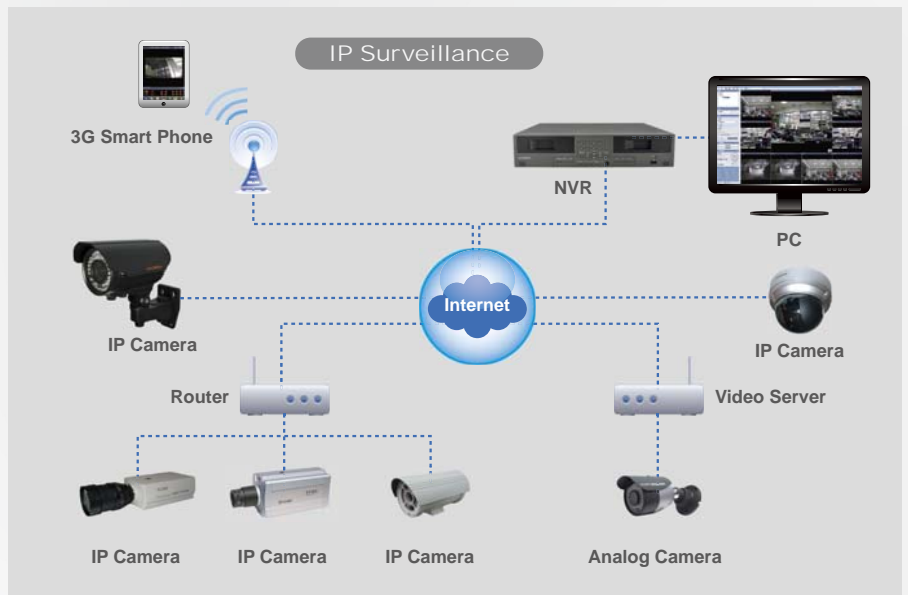 IP Surveillance
3G Smart Phone
NVR
PC
Internet
IP Camera
IP Camera
Router
Video Server
IP Camera
IP Camera
IP Camera
Analog Camera